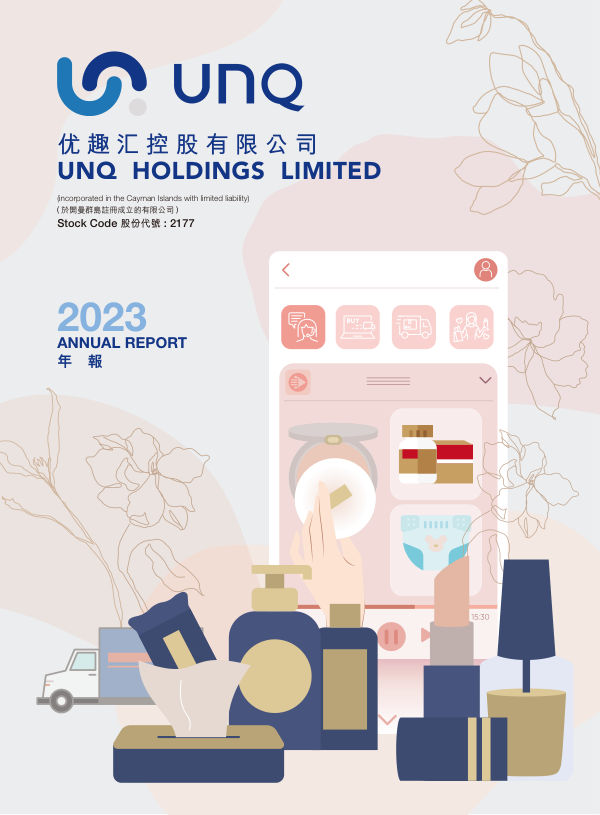 UNQ
优趣汇控股有限公司
UNQ HOLDINGS LIMITED
(incorporated in the Cayman Islands with limited liability)
(於開曼群島註冊成立的有限公司)
Stock Code 股份代號 : 2177
2023
ANNUAL REPORT
年 報
BUY
15:30